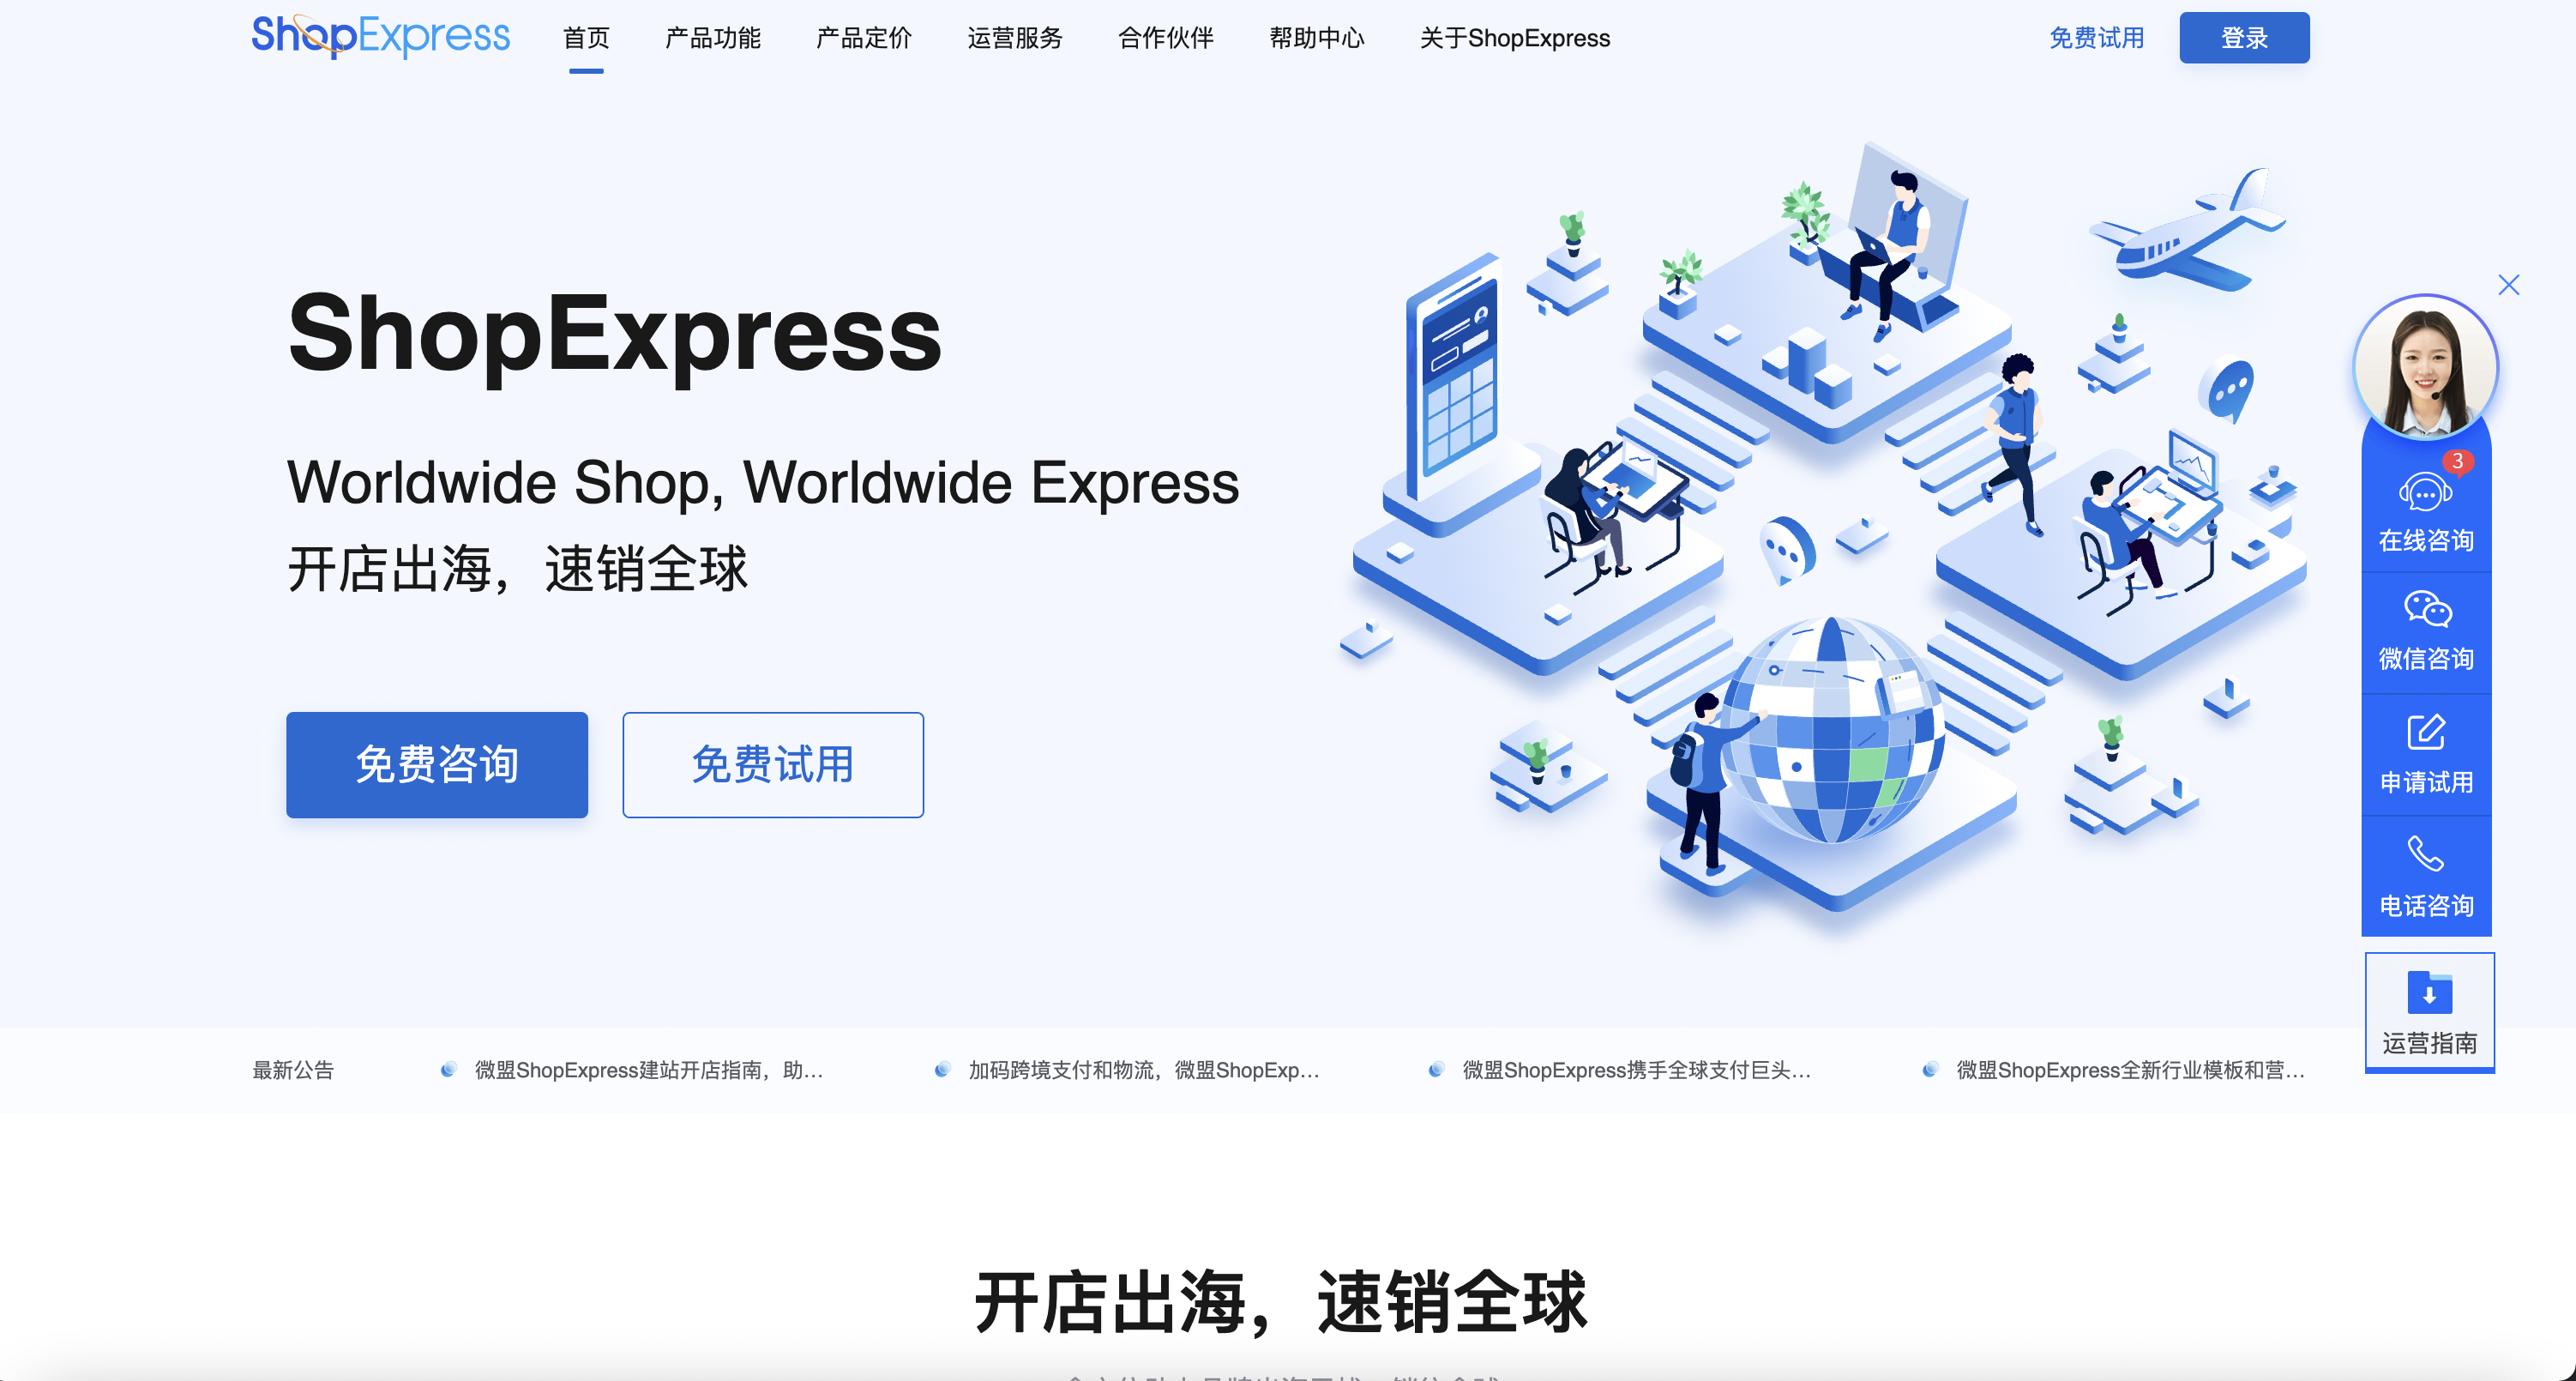 ShopExpress 首页 产品功能 产品定价 运营服务 合作伙伴 帮助中心 关于ShopExpress 免费试用 登录
ShopExpress
Worldwide Shop, Worldwide Express
开店出海，速销全球
免费咨询 免费试用
3
在线咨询
微信咨询
申请试用
电话咨询
运营指南
最新公告 微盟ShopExpress建站开店指南，助... 加码跨境支付和物流，微盟ShopExp... 微盟ShopExpress携手全球支付巨头... 微盟ShopExpress全新行业模板和营...
开店出海，速销全球